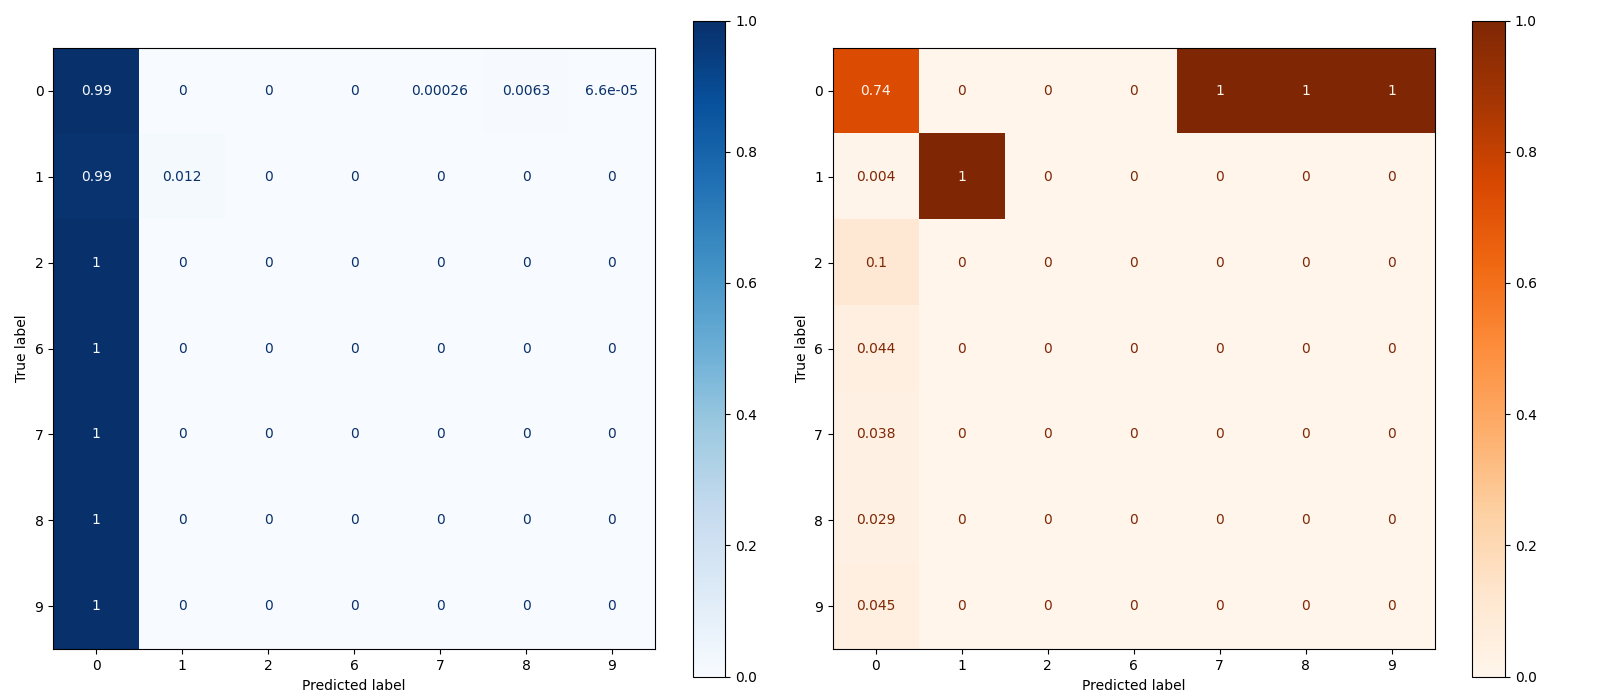 0 0.99 0 0 0 0.00026 0.0063 6.6e-05
1 0.99 0.012 0 0 0 0 0
2 1 0 0 0 0 0 0
6 1 0 0 0 0 0 0
7 1 0 0 0 0 0 0
8 1 0 0 0 0 0 0
9 1 0 0 0 0 0 0
0 1 2 6 7 8 9
Predicted label
True label
1.0
0.8
0.6
0.4
0.2
0.0
0 0.74 0 0 0 1 1 1
1 0.004 1 0 0 0 0 0
2 0.1 0 0 0 0 0 0
6 0.044 0 0 0 0 0 0
7 0.038 0 0 0 0 0 0
8 0.029 0 0 0 0 0 0
9 0.045 0 0 0 0 0 0
0 1 2 6 7 8 9
Predicted label
True label
1.0
0.8
0.6
0.4
0.2
0.0